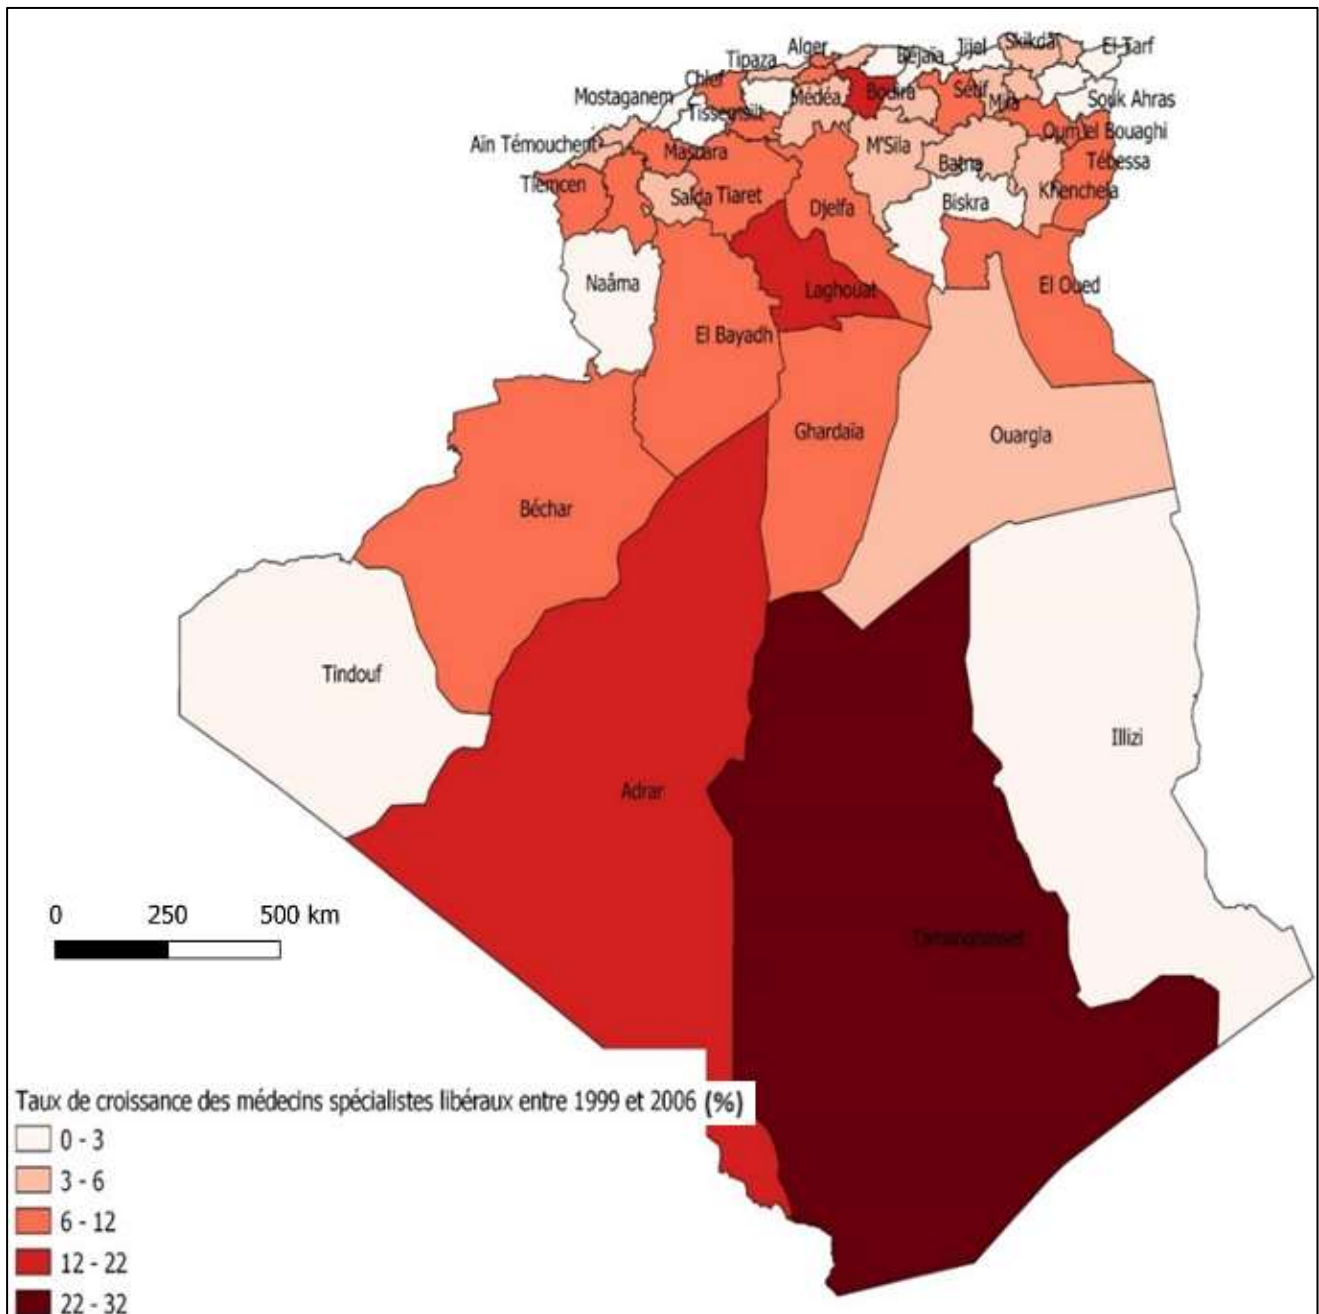 Alger
Béjaïa
Jijel
Skikda
El Tarf
Tipaza
Chlef
Mostaganem
Médéa
Bouira
Sétif
Mila
Souk Ahras
Tissemsilt
Oum el Bouaghi
Aïn Témouchent
Mascara
M'Sila
Batna
Tébessa
Tlemcen
Saïda
Tiaret
Djelfa
Biskra
Khenchela
Naâma
Laghouat
El Oued
El Bayadh
Ghardaïa
Ouargla
Béchar
Tindouf
Illizi
Adrar
Tamanghasset
0 250 500 km
Taux de croissance des médecins spécialistes libéraux entre 1999 et 2006 (%)
0 - 3
3 - 6
6 - 12
12 - 22
22 - 32